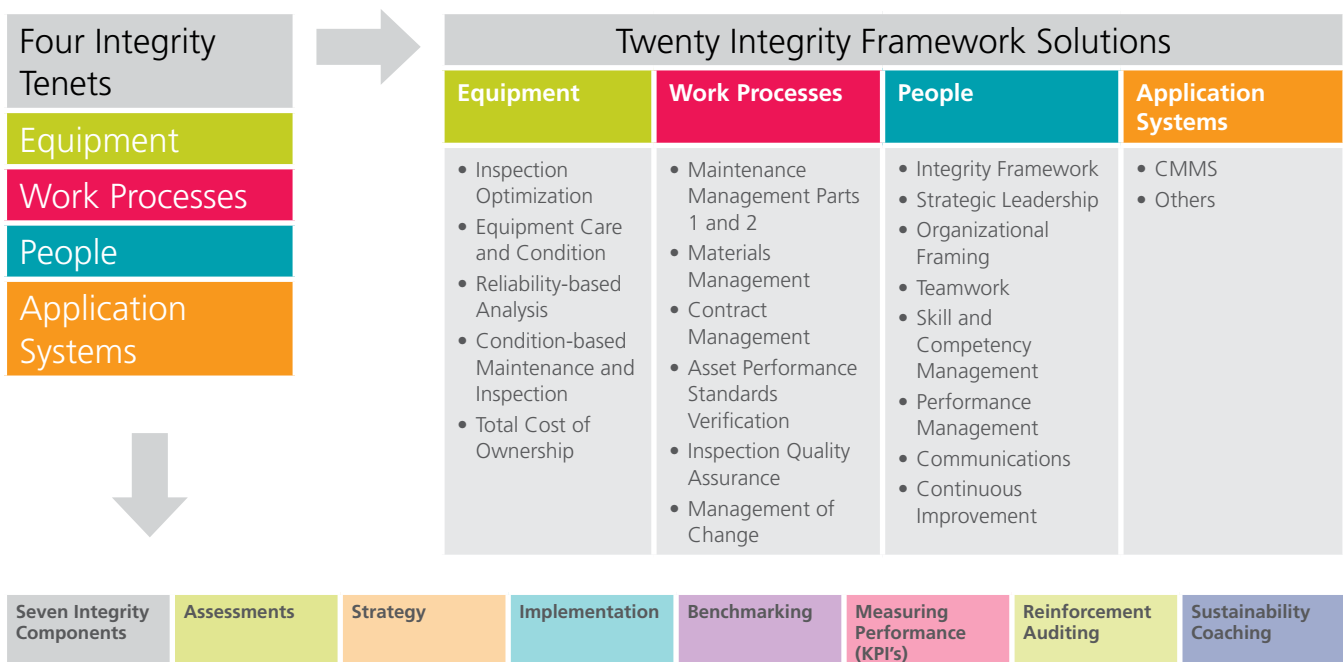 Four Integrity
Tenets
Equipment
Work Processes
People
Application
Systems
Twenty Integrity Framework Solutions
Equipment
• Inspection
Optimization
• Equipment Care
and Condition
• Reliability-based
Analysis
• Condition-based
Maintenance and
Inspection
• Total Cost of
Ownership
Work Processes
• Maintenance
Management Parts
1 and 2
• Materials
Management
• Contract
Management
• Asset Performance
Standards
Verification
• Inspection Quality
Assurance
• Management of
Change
People
• Integrity Framework
• Strategic Leadership
• Organizational
Framing
• Teamwork
• Skill and
Competency
Management
• Performance
Management
• Communications
• Continuous
Improvement
Application
Systems
• CMMS
• Others
Seven Integrity
Components
Assessments
Strategy
Implementation
Benchmarking
Measuring
Performance
(KPI's)
Reinforcement
Auditing
Sustainability
Coaching